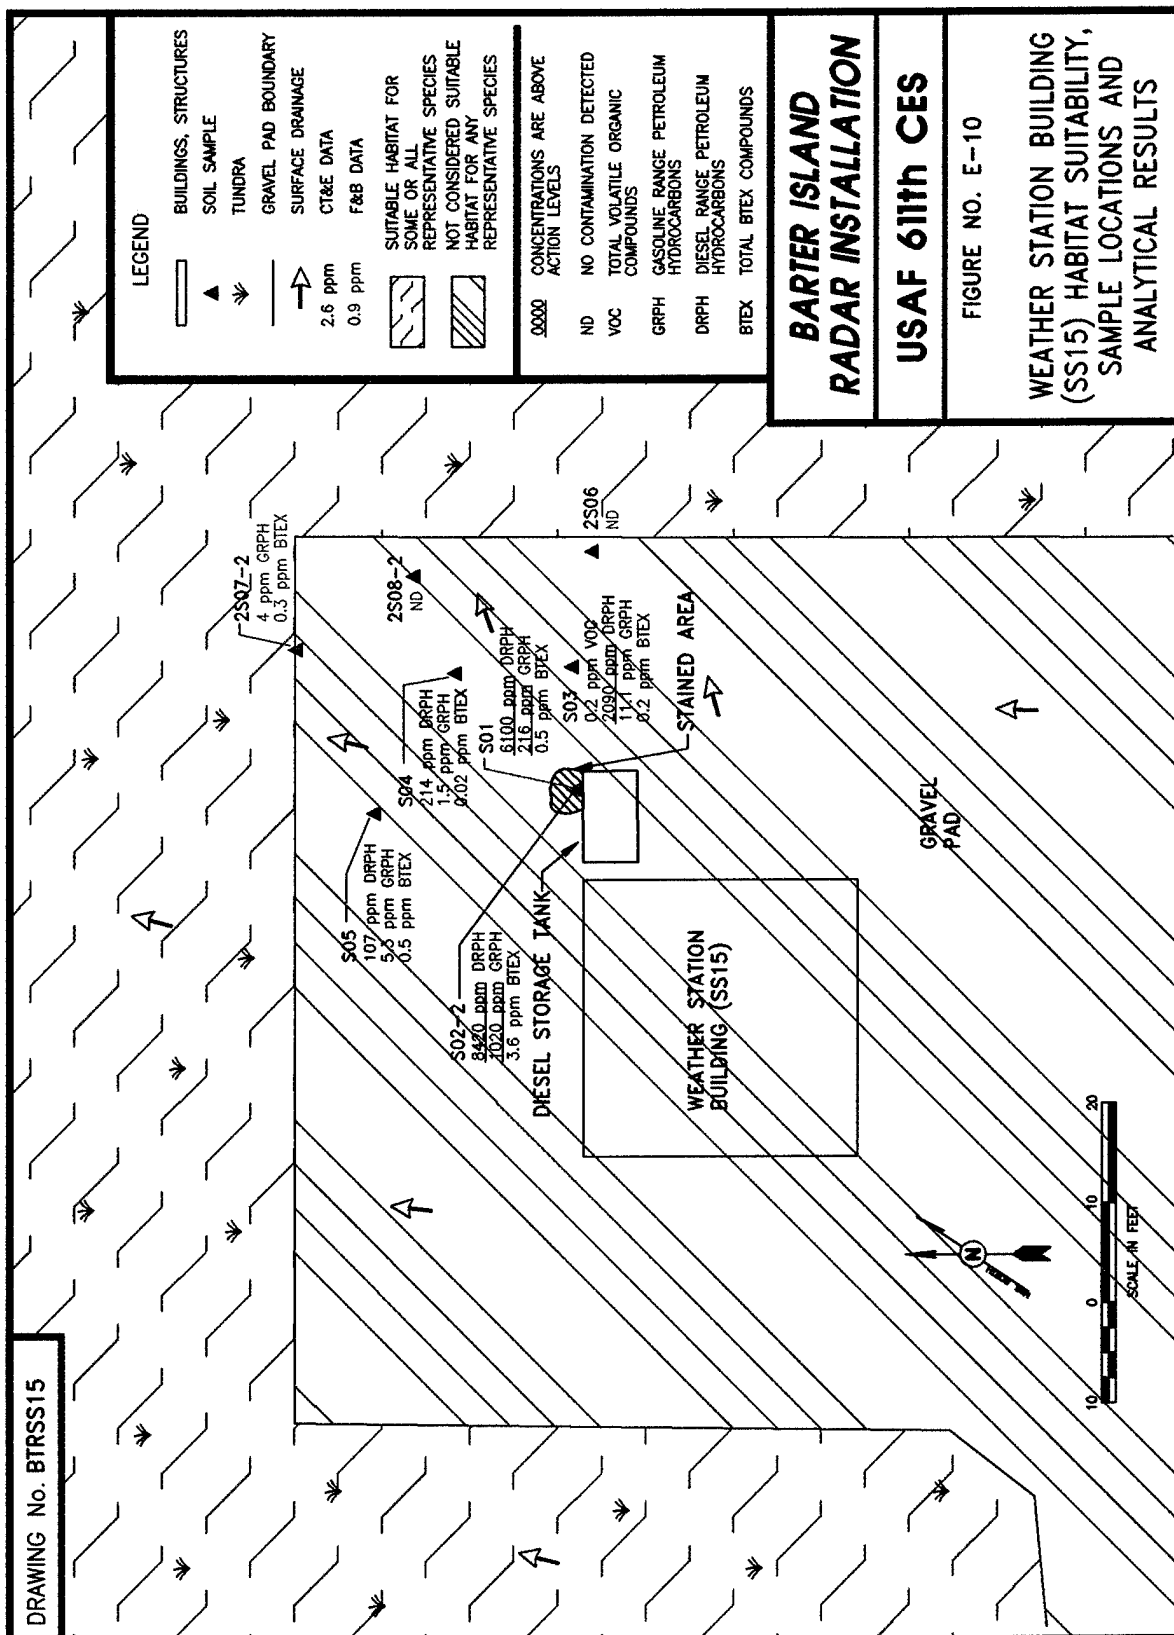 DRAWING No. BTRSS15
LEGEND
BUILDINGS, STRUCTURES
SOIL SAMPLE
TUNDRA
GRAVEL PAD BOUNDARY
SURFACE DRAINAGE
2.6 ppm CT&E DATA
0.9 ppm F&B DATA
SUITABLE HABITAT FOR
SOME OR ALL
REPRESENTATIVE SPECIES
NOT CONSIDERED SUITABLE
HABITAT FOR ANY
REPRESENTATIVE SPECIES
0000 CONCENTRATIONS ARE ABOVE
ACTION LEVELS
ND NO CONTAMINATION DETECTED
VOC TOTAL VOLATILE ORGANIC
COMPOUNDS
GRPH GASOLINE RANGE PETROLEUM
HYDROCARBONS
DRPH DIESEL RANGE PETROLEUM
HYDROCARBONS
BTEX TOTAL BTEX COMPOUNDS
BARTER ISLAND
RADAR INSTALLATION
USAF 611th CES
FIGURE NO. E-10
WEATHER STATION BUILDING
(SS15) HABITAT SUITABILITY,
SAMPLE LOCATIONS AND
ANALYTICAL RESULTS
2S07-2
4 ppm GRPH
0.3 ppm BTEX
2S08-2
ND
2S06
ND
S04
214 ppm DRPH
1.5 ppm GRPH
0.02 ppm BTEX
S01
6100 ppm DRPH
216 ppm GRPH
0.5 ppm BTEX
S03
0.2 ppm VOC
2090 ppm DRPH
11.1 ppm GRPH
0.2 ppm BTEX
STAINED AREA
S05
107 ppm DRPH
5.3 ppm GRPH
0.5 ppm BTEX
S02-2
8420 ppm DRPH
1020 ppm GRPH
3.6 ppm BTEX
DIESEL STORAGE TANK
WEATHER STATION
BUILDING (SS15)
GRAVEL
PAD
N
10 0 10 20
SCALE IN FEET